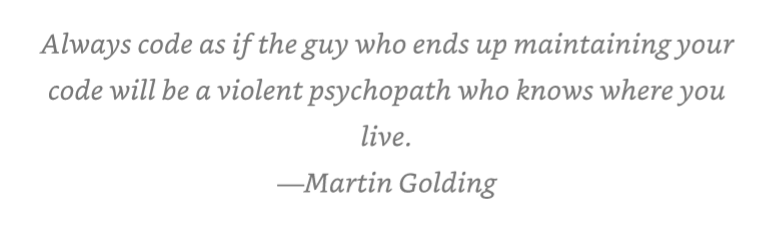 Always code as if the guy who ends up maintaining your
code will be a violent psychopath who knows where you
live.
—Martin Golding